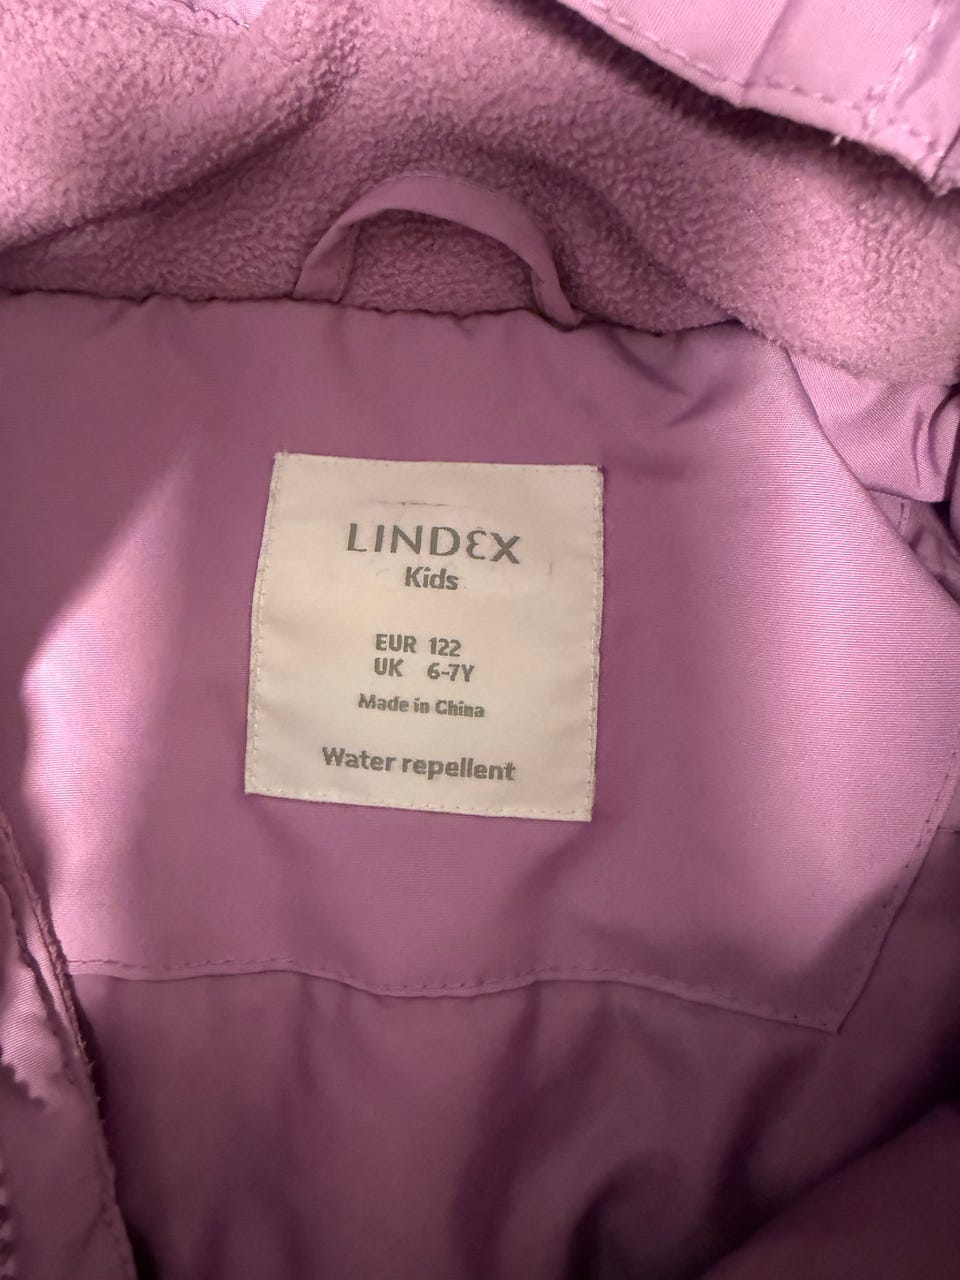 LINDEX
Kids
EUR 122
UK 6-7Y
Made in China
Water repellent